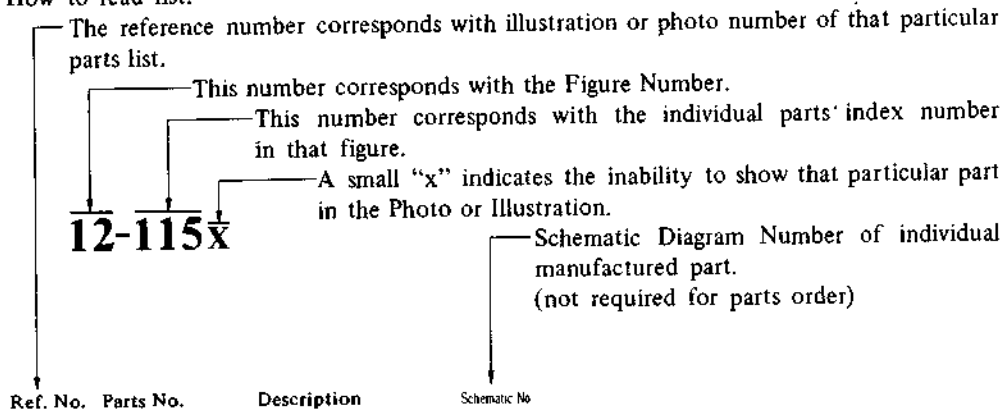 How to read list.
The reference number corresponds with illustration or photo number of that particular
parts list.
This number corresponds with the Figure Number.
This number corresponds with the individual parts' index number
in that figure.
A small “x” indicates the inability to show that particular part
in the Photo or Illustration.
12-115x
Schematic Diagram Number of individual
manufactured part.
(not required for parts order)
Ref. No. Parts No. Description Schematic No